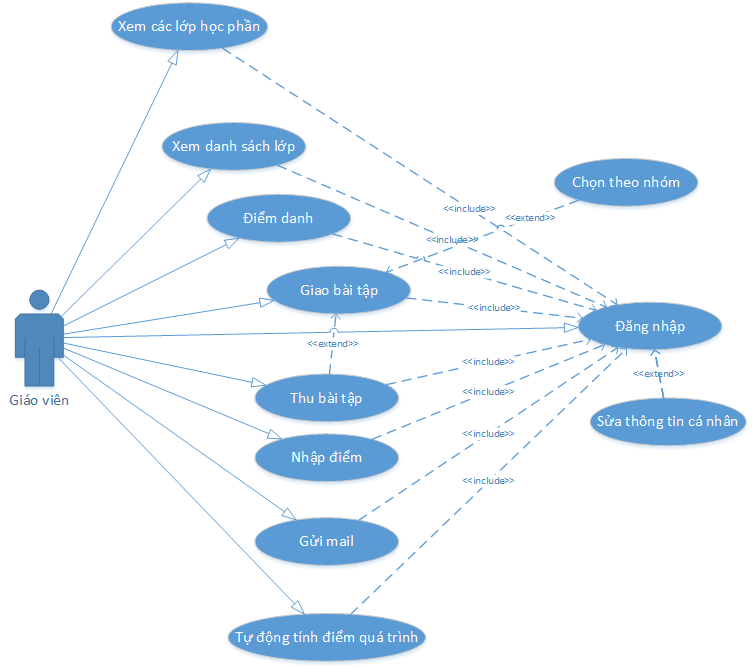 Xem các lớp học phần
Xem danh sách lớp
Chọn theo nhóm
<<include>>
Điểm danh
<<extend>>
<<include>>
<<include>>
Giao bài tập
<<include>>
Đăng nhập
<<extend>>
<<include>>
<<extend>>
Giáo viên
Thu bài tập
<<include>>
Sửa thông tin cá nhân
<<include>>
Nhập điểm
<<include>>
Gửi mail
Tự động tính điểm quá trình